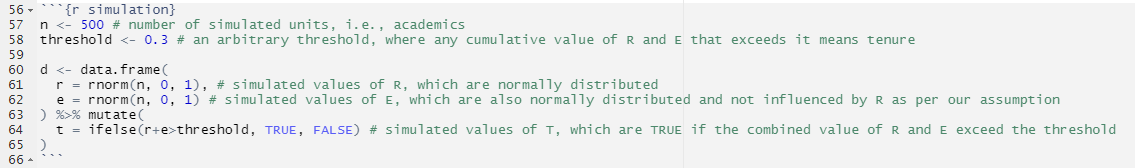 56 ```{r simulation}
57 n <- 500 # number of simulated units, i.e., academics
58 threshold <- 0.3 # an arbitrary threshold, where any cumulative value of R and E that exceeds it means tenure
59
60 d <- data.frame(
61   r = rnorm(n, 0, 1), # simulated values of R, which are normally distributed
62   e = rnorm(n, 0, 1) # simulated values of E, which are also normally distributed and not influenced by R as per our assumption
63 ) %>% mutate(
64   t = ifelse(r+e>threshold, TRUE, FALSE) # simulated values of T, which are TRUE if the combined value of R and E exceed the threshold
65 )
66 ```